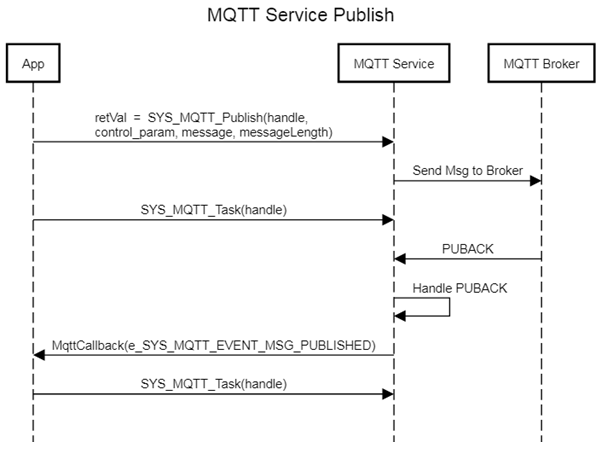 MQTT Service Publish
App
MQTT Service
MQTT Broker
retVal = SYS_MQTT_Publish(handle,
control_param, message, messageLength)
Send Msg to Broker
SYS_MQTT_Task(handle)
PUBACK
Handle PUBACK
MqttCallback(e_SYS_MQTT_EVENT_MSG_PUBLISHED)
SYS_MQTT_Task(handle)